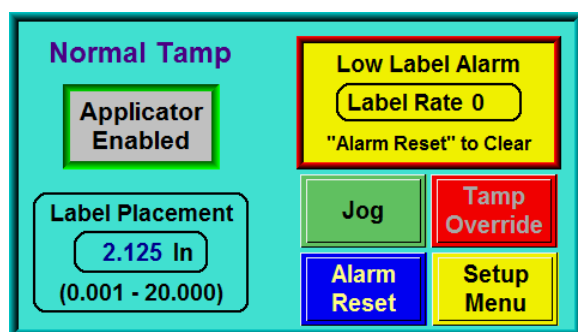 Normal Tamp
Applicator
Enabled
Label Placement
2.125 In
(0.001 - 20.000)
Low Label Alarm
Label Rate 0
"Alarm Reset" to Clear
Jog
Tamp
Override
Alarm
Reset
Setup
Menu